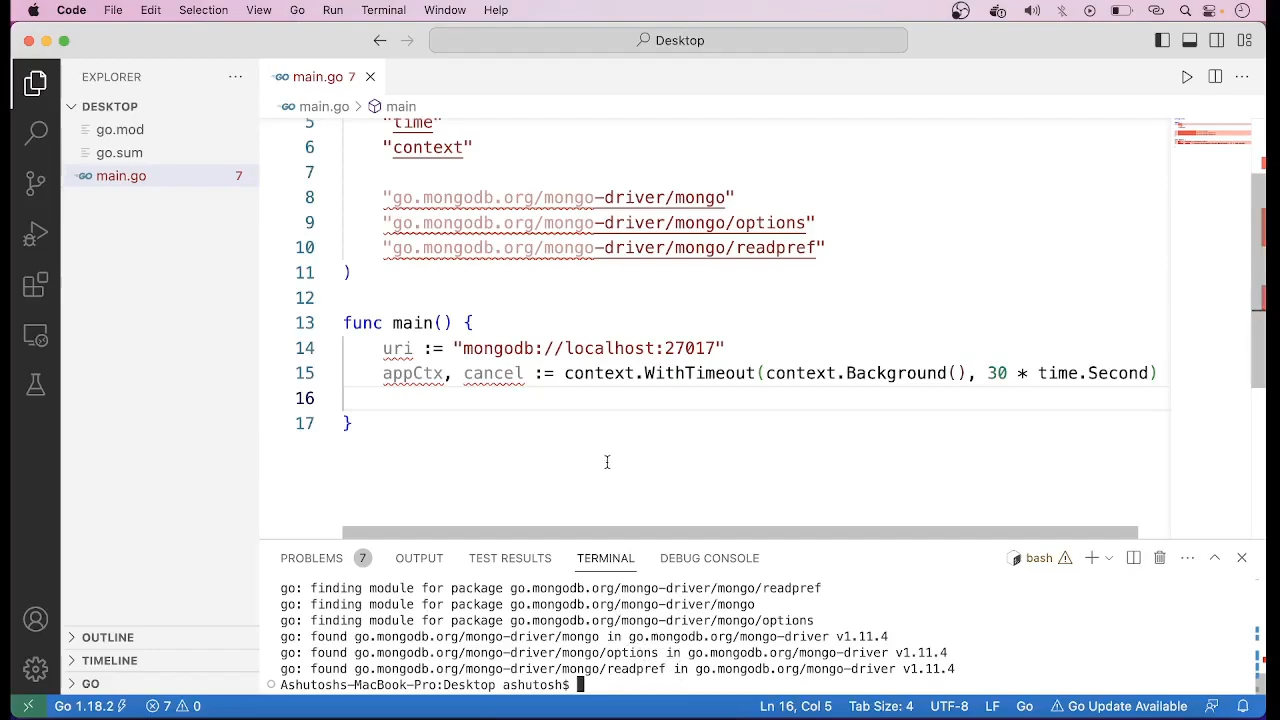 Code File Edit Selection View Go Run Terminal Window Help
Desktop
EXPLORER
DESKTOP
go.mod
go.sum
main.go 7
main.go 7
main.go > main
5 "time"
6 "context"
7
8 "go.mongodb.org/mongo-driver/mongo"
9 "go.mongodb.org/mongo-driver/mongo/options"
10 "go.mongodb.org/mongo-driver/mongo/readpref"
11 )
12
13 func main() {
14 uri := "mongodb://localhost:27017"
15 appCtx, cancel := context.WithTimeout(context.Background(), 30 * time.Second)
16
17 }
PROBLEMS 7 OUTPUT TEST RESULTS TERMINAL DEBUG CONSOLE
bash
go: finding module for package go.mongodb.org/mongo-driver/mongo/readpref
go: finding module for package go.mongodb.org/mongo-driver/mongo
go: finding module for package go.mongodb.org/mongo-driver/mongo/options
go: found go.mongodb.org/mongo-driver/mongo in go.mongodb.org/mongo-driver v1.11.4
go: found go.mongodb.org/mongo-driver/mongo/options in go.mongodb.org/mongo-driver v1.11.4
go: found go.mongodb.org/mongo-driver/mongo/readpref in go.mongodb.org/mongo-driver v1.11.4
Ashutoshs-MacBook-Pro:Desktop ashutosh$
OUTLINE
TIMELINE
GO
Go 1.18.2 7 0 Ln 16, Col 5 Tab Size: 4 UTF-8 LF Go Go Update Available